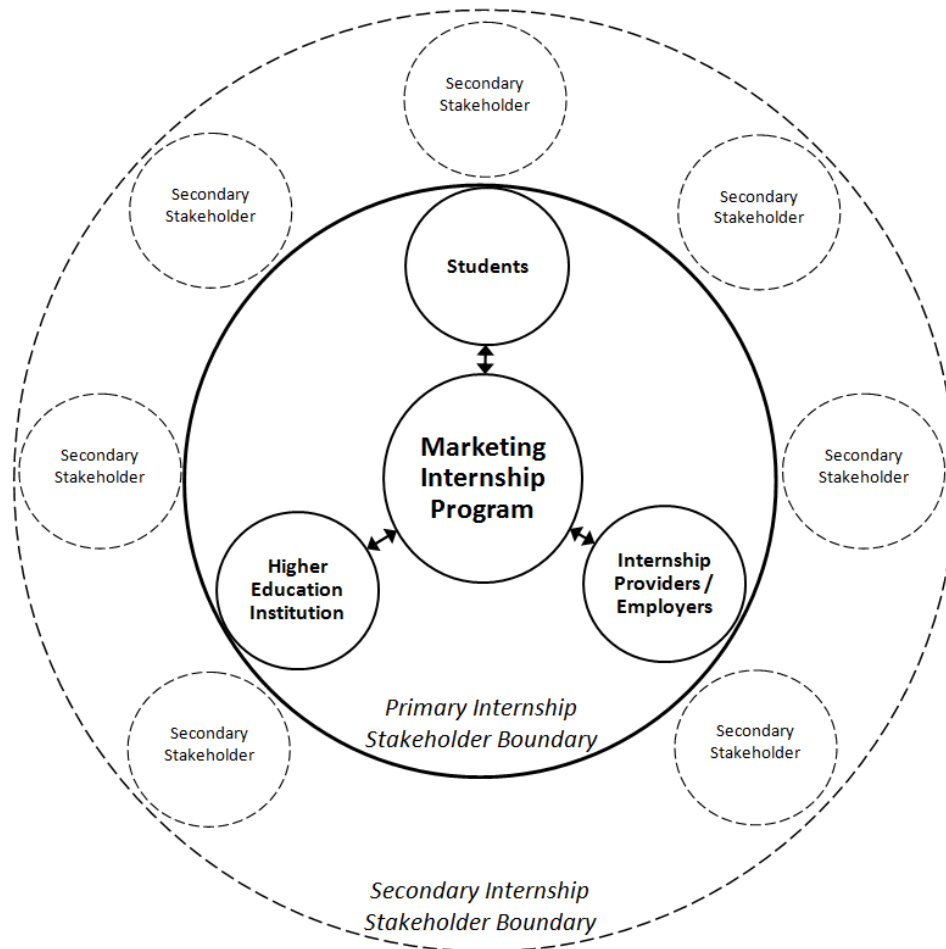 Secondary
Stakeholder
Secondary
Stakeholder
Secondary
Stakeholder
Students
Marketing
Internship
Program
Secondary
Stakeholder
Secondary
Stakeholder
Higher
Education
Institution
Internship
Providers /
Employers
Primary Internship
Stakeholder Boundary
Secondary
Stakeholder
Secondary
Stakeholder
Secondary Internship
Stakeholder Boundary